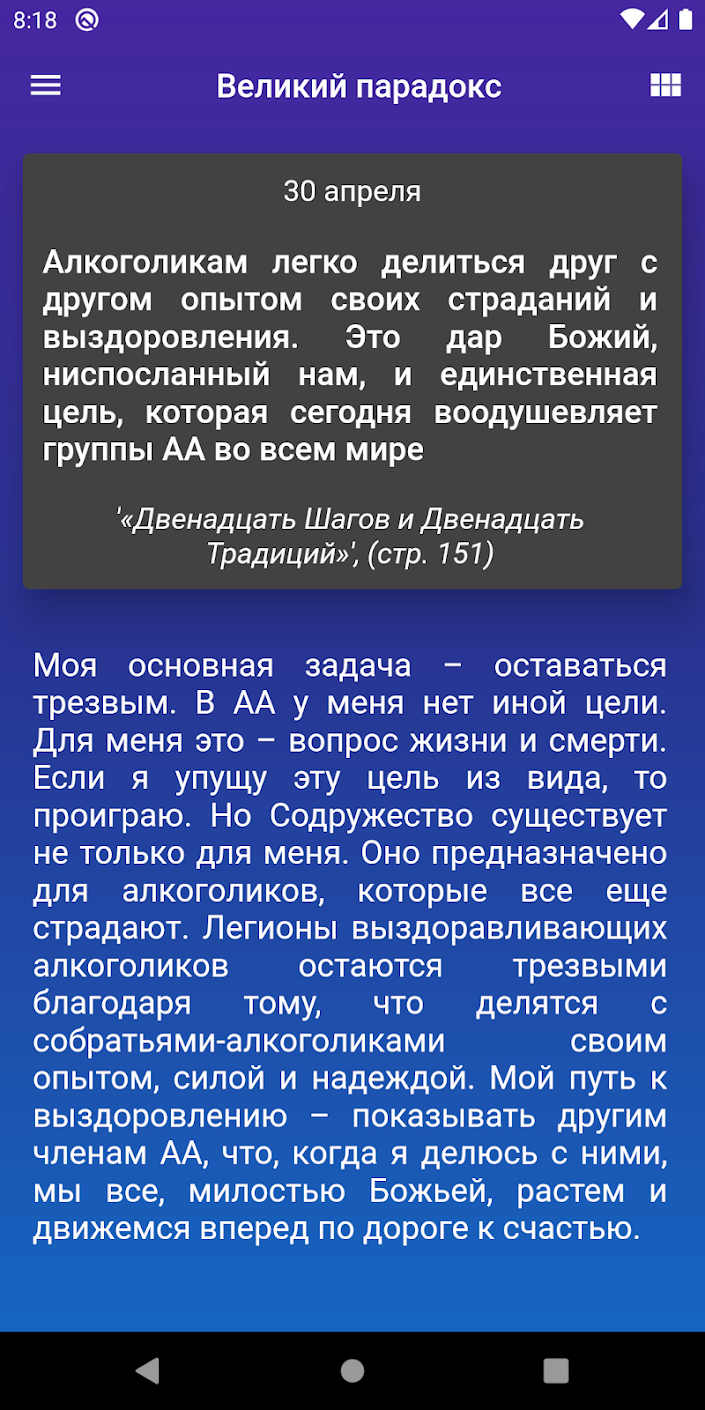 8:18
Великий парадокс
30 апреля
Алкоголикам легко делиться друг с
другом опытом своих страданий и
выздоровления. Это дар Божий,
ниспосланный нам, и единственная
цель, которая сегодня воодушевляет
группы АА во всем мире
'«Двенадцать Шагов и Двенадцать
Традиций»', (стр. 151)
Моя основная задача – оставаться
трезвым. В АА у меня нет иной цели.
Для меня это – вопрос жизни и смерти.
Если я упущу эту цель из вида, то
проиграю. Но Содружество существует
не только для меня. Оно предназначено
для алкоголиков, которые все еще
страдают. Легионы выздоравливающих
алкоголиков остаются трезвыми
благодаря тому, что делятся с
собратьями-алкоголиками своим
опытом, силой и надеждой. Мой путь к
выздоровлению – показывать другим
членам АА, что, когда я делюсь с ними,
мы все, милостью Божьей, растем и
движемся вперед по дороге к счастью.